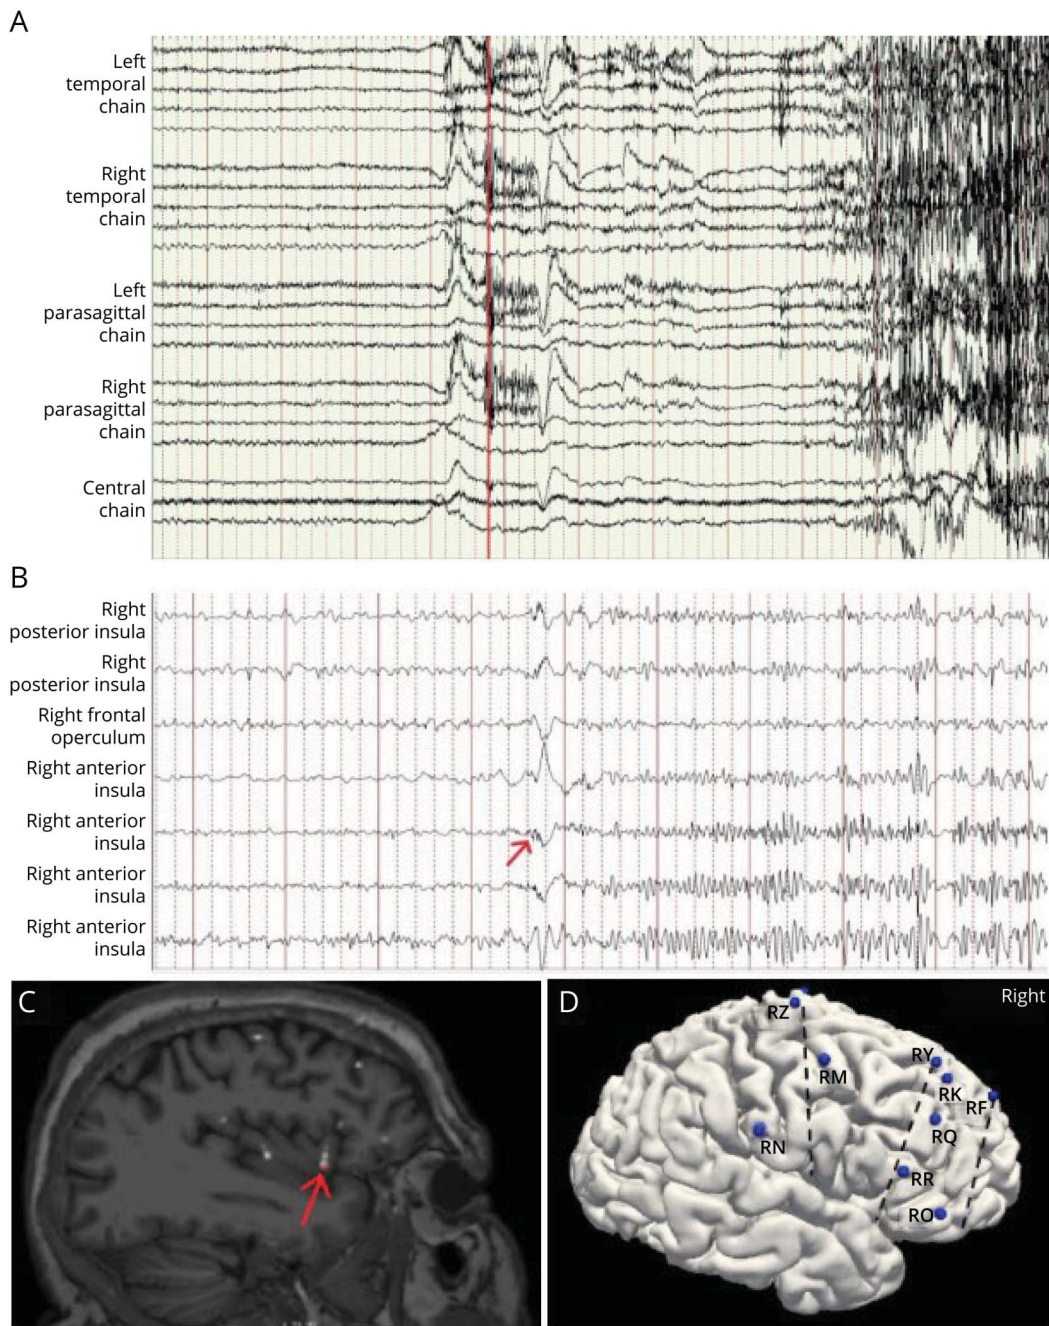 A
Left
temporal
chain
Right
temporal
chain
Left
parasagittal
chain
Right
parasagittal
chain
Central
chain
B
Right
posterior insula
Right
posterior insula
Right frontal
operculum
Right anterior
insula
Right anterior
insula
Right anterior
insula
Right anterior
insula
C
D
Right
RZ
RM
RY
RK
RF
RN
RQ
RR
RO